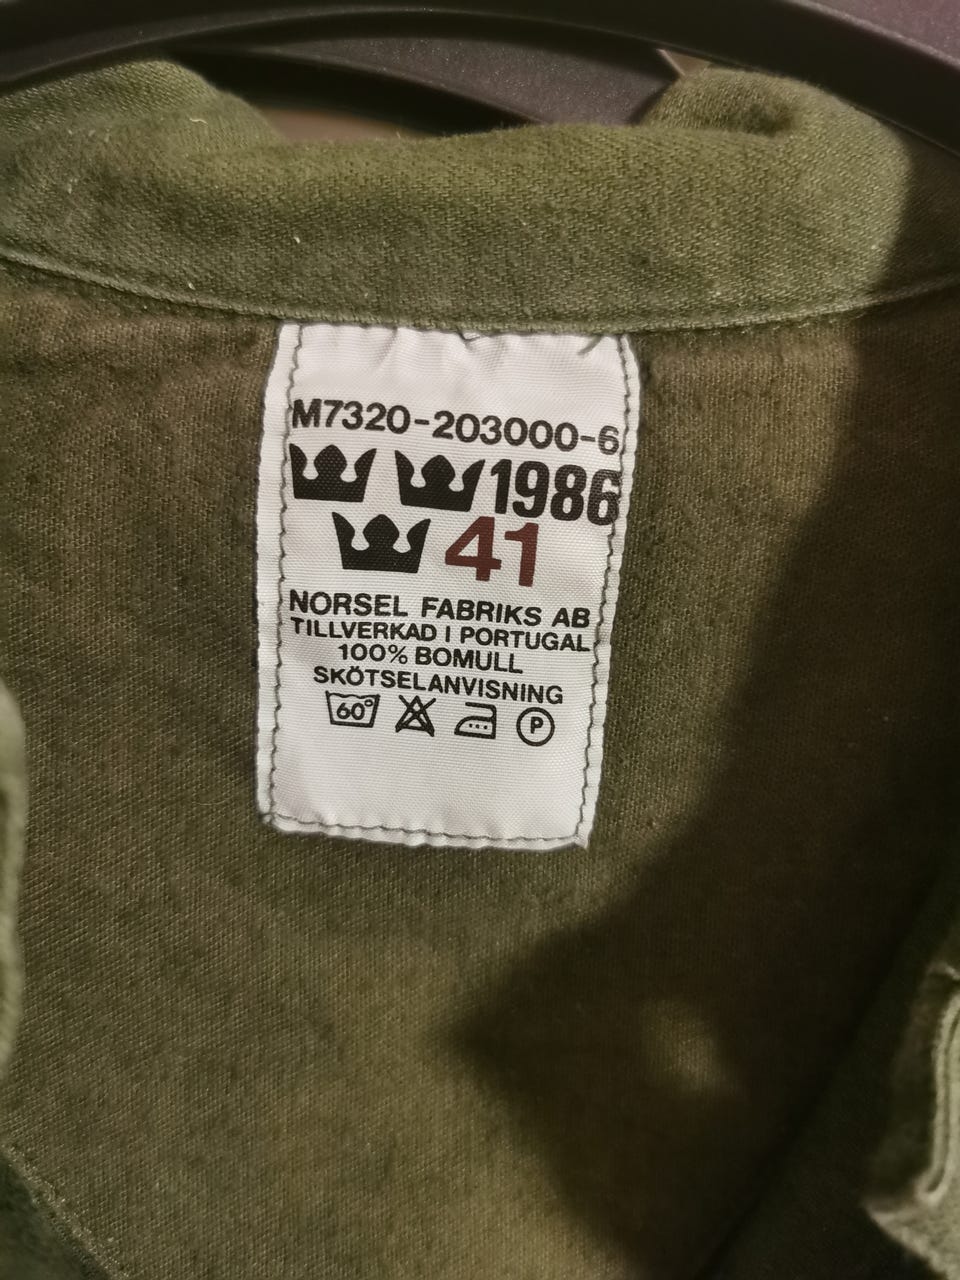 M7320-203000-6
1986
41
NORSEL FABRIKS AB
TILLVERKAD I PORTUGAL
100% BOMULL
SKÖTSELANVISNING
60° P